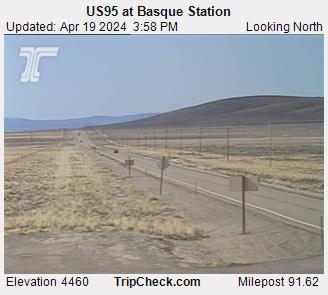 US95 at Basque Station
Updated: Apr 19 2024 3:58 PM Looking North
Elevation 4460 TripCheck.com Milepost 91.62